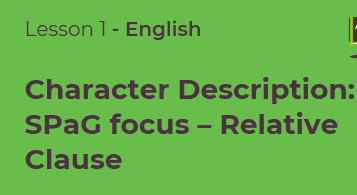 Lesson 1 - English
Character Description:
SPaG focus – Relative
Clause